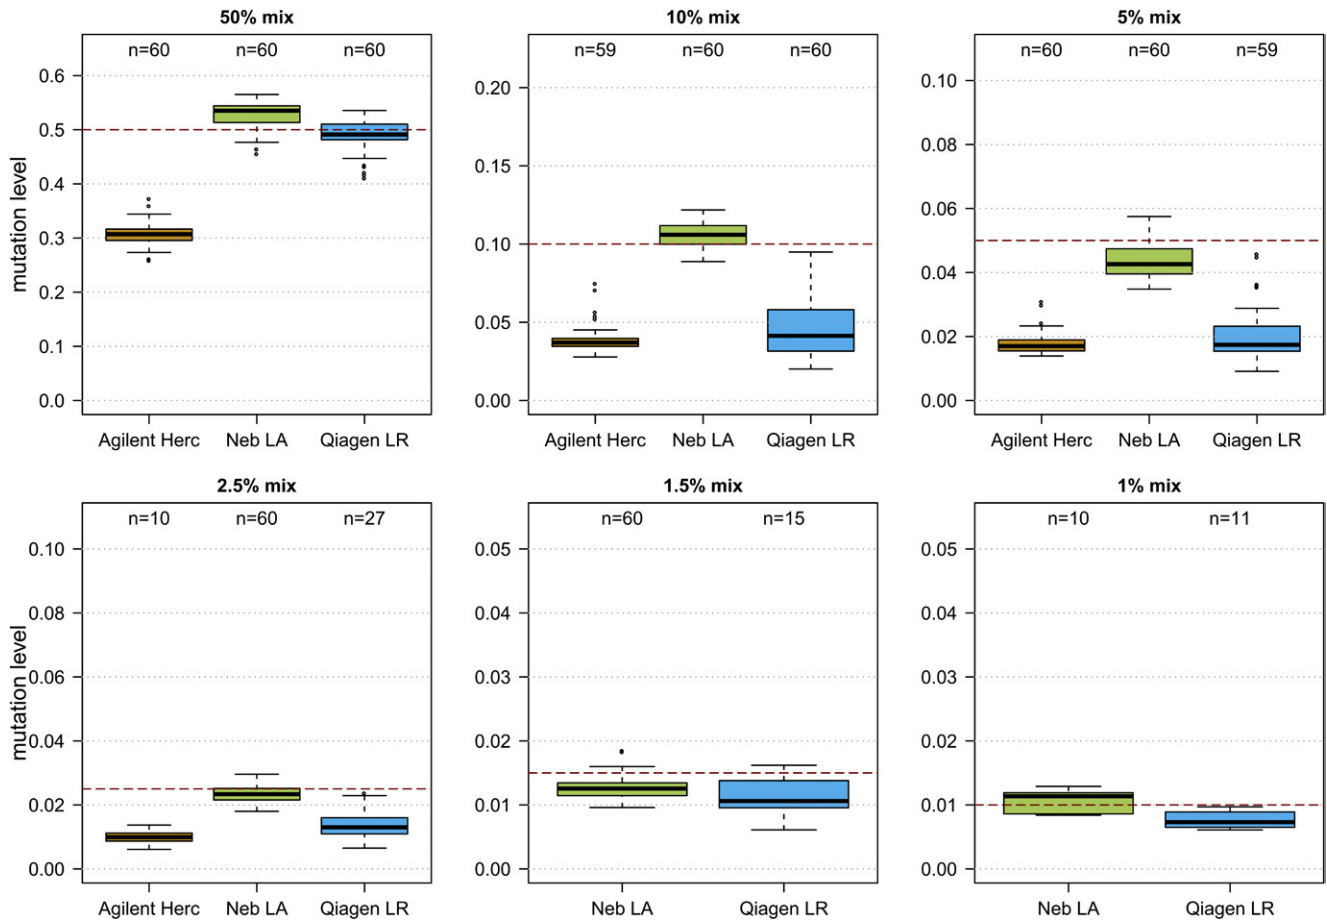 50% mix
10% mix
5% mix
n=60 n=60 n=60
n=59 n=60 n=60
n=60 n=60 n=59
mutation level
0.6
0.5
0.4
0.3
0.2
0.1
0.0
0.20
0.15
0.10
0.05
0.00
0.10
0.08
0.06
0.04
0.02
0.00
Agilent Herc Neb LA Qiagen LR
Agilent Herc Neb LA Qiagen LR
Agilent Herc Neb LA Qiagen LR
2.5% mix
1.5% mix
1% mix
n=10 n=60 n=27
n=60 n=15
n=10 n=11
mutation level
0.10
0.08
0.06
0.04
0.02
0.00
0.05
0.04
0.03
0.02
0.01
0.00
0.05
0.04
0.03
0.02
0.01
0.00
Agilent Herc Neb LA Qiagen LR
Neb LA Qiagen LR
Neb LA Qiagen LR